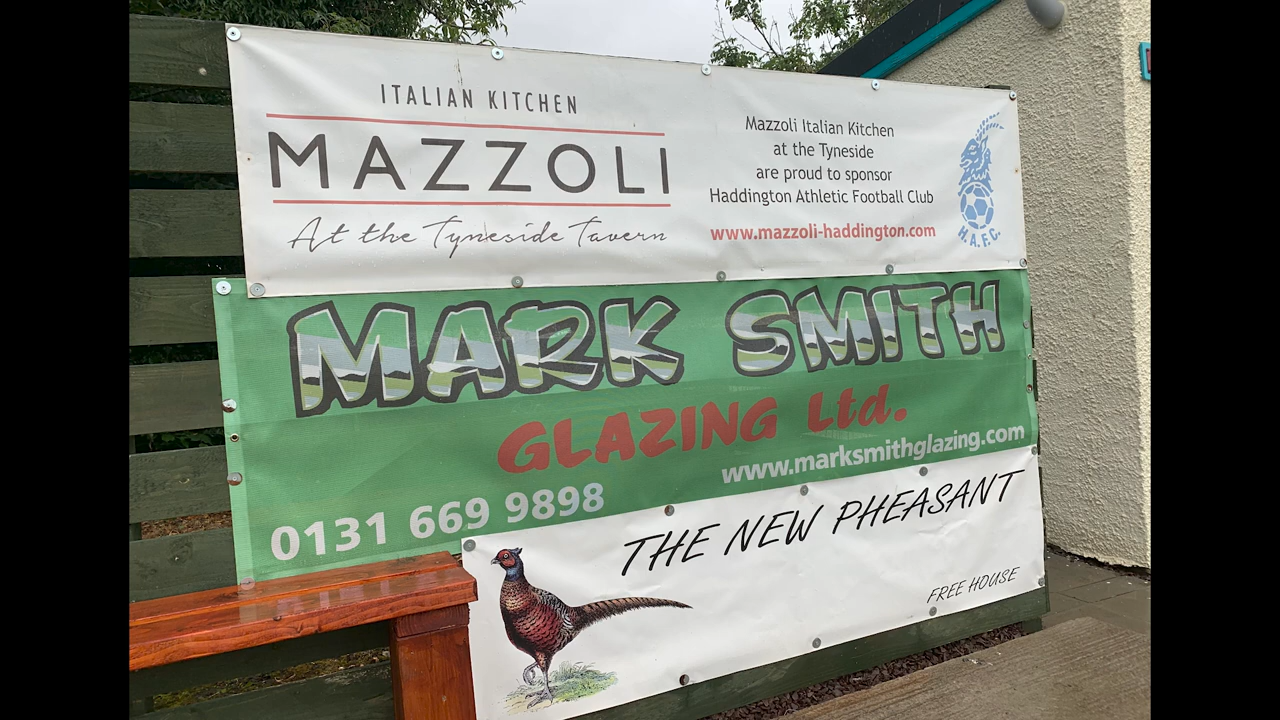 ITALIAN KITCHEN
MAZZOLI
At the Tyneside Tavern
Mazzoli Italian Kitchen
at the Tyneside
are proud to sponsor
Haddington Athletic Football Club
www.mazzoli-haddington.com
H.A.F.C.
MARK SMITH
GLAZING Ltd.
www.marksmithglazing.com
0131 669 9898
THE NEW PHEASANT
FREE HOUSE